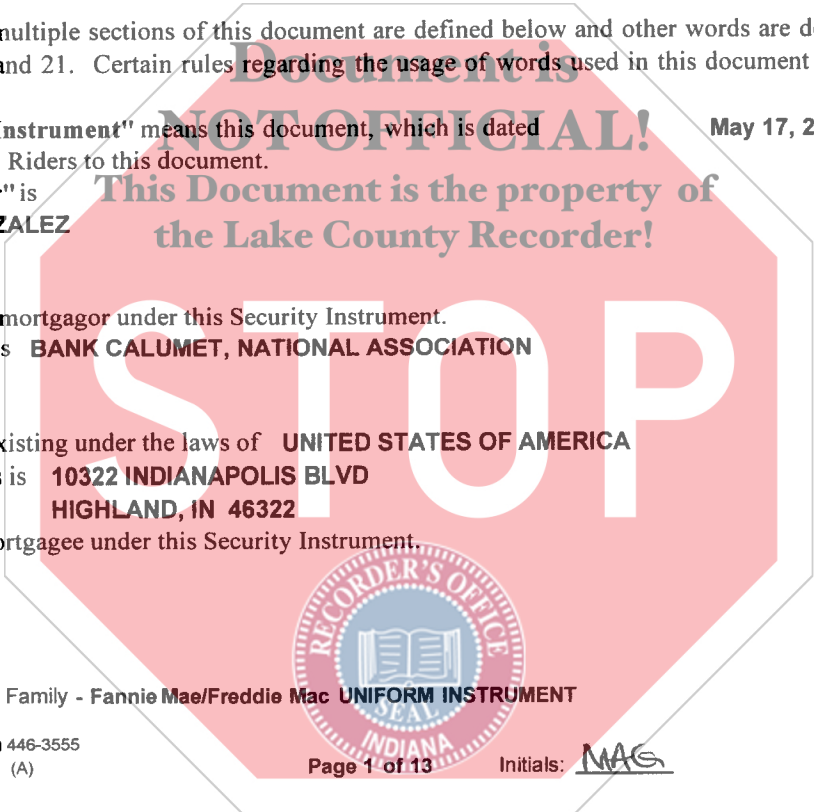 multiple sections of this document are defined below and other words are d
and 21. Certain rules regarding the usage of words used in this document
Document is
NOT OFFICIAL!
Instrument" means this document, which is dated May 17, 2
Riders to this document.
This Document is the property of
the Lake County Recorder!
" is
ZALEZ
mortgagor under this Security Instrument.
s BANK CALUMET, NATIONAL ASSOCIATION
STOP
xisting under the laws of UNITED STATES OF AMERICA
s is 10322 INDIANAPOLIS BLVD
HIGHLAND, IN 46322
ortgagee under this Security Instrument.
RECORDER'S OFFICE
SEAL
INDIANA
Family - Fannie Mae/Freddie Mac UNIFORM INSTRUMENT
446-3555
(A)
Page 1 of 13 Initials: MAG